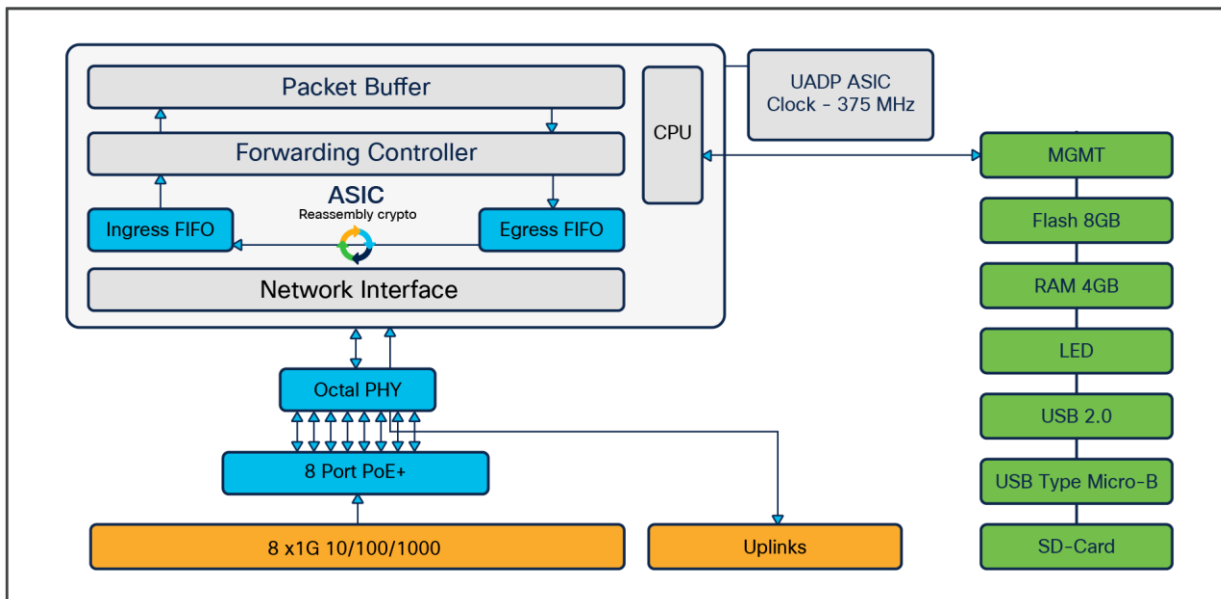 Packet Buffer
Forwarding Controller
ASIC
Reassembly crypto
Ingress FIFO
Egress FIFO
Network Interface
CPU
UADP ASIC
Clock - 375 MHz
MGMT
Flash 8GB
RAM 4GB
LED
USB 2.0
USB Type Micro-B
SD-Card
Octal PHY
8 Port PoE+
8 x1G 10/100/1000
Uplinks